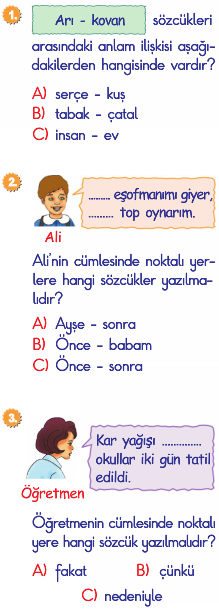 1.
Arı - kovan sözcükleri
arasındaki anlam ilişkisi aşağı-
dakilerden hangisinde vardır?
A) serçe - kuş
B) tabak - çatal
C) insan - ev
2.
......... eşofmanımı giyer,
......... top oynarım.
Ali
Ali'nin cümlesinde noktalı yer-
lere hangi sözcükler yazılma-
lıdır?
A) Ayşe - sonra
B) Önce - babam
C) Önce - sonra
3.
Kar yağışı ..............
okullar iki gün tatil
edildi.
Öğretmen
Öğretmenin cümlesinde noktalı
yere hangi sözcük yazılmalıdır?
A) fakat B) çünkü
C) nedeniyle